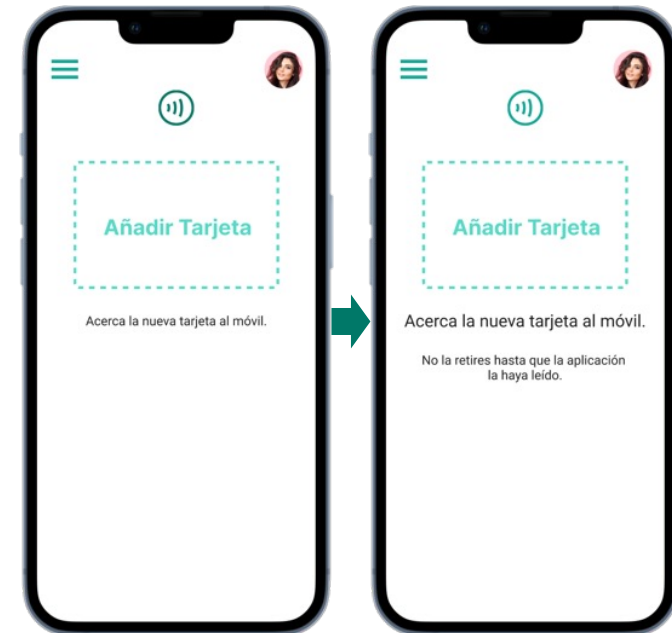 Añadir Tarjeta
Acerca la nueva tarjeta al móvil.
Añadir Tarjeta
Acerca la nueva tarjeta al móvil.
No la retires hasta que la aplicación
la haya leído.